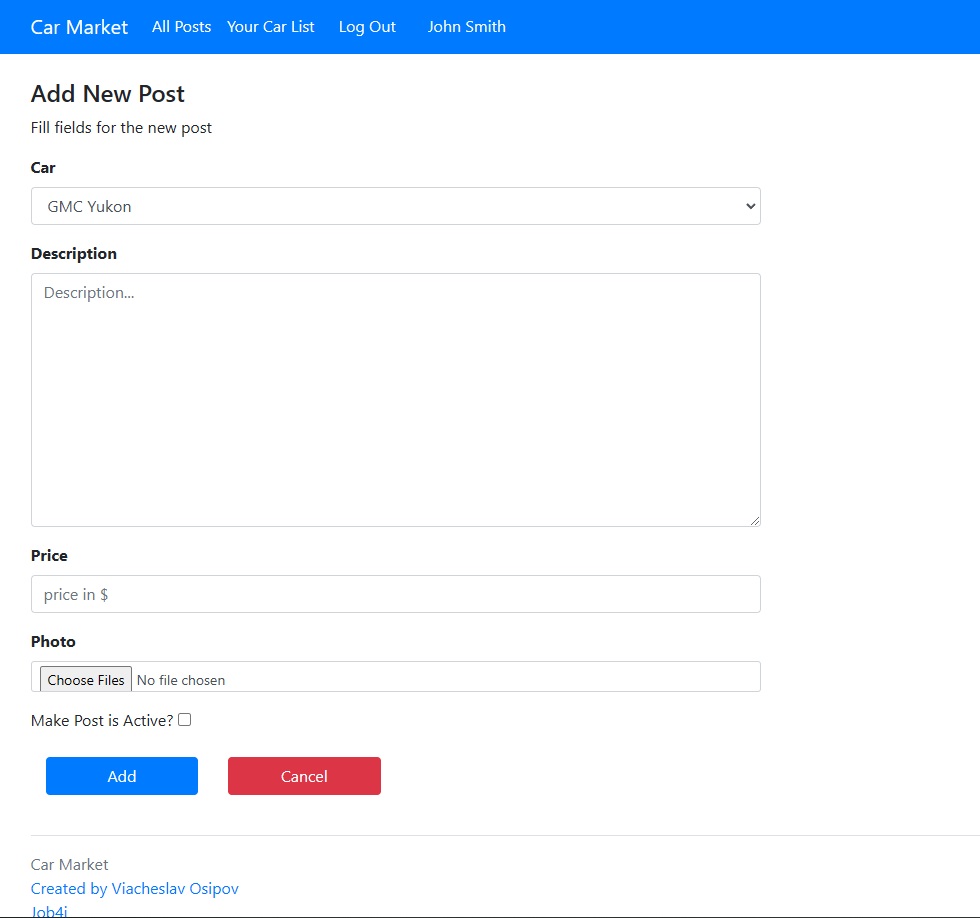 Car Market All Posts Your Car List Log Out John Smith
Add New Post
Fill fields for the new post
Car
GMC Yukon
Description
Description...
Price
price in $
Photo
Choose Files No file chosen
Make Post is Active?
Add Cancel
Car Market
Created by Viacheslav Osipov
Job4j